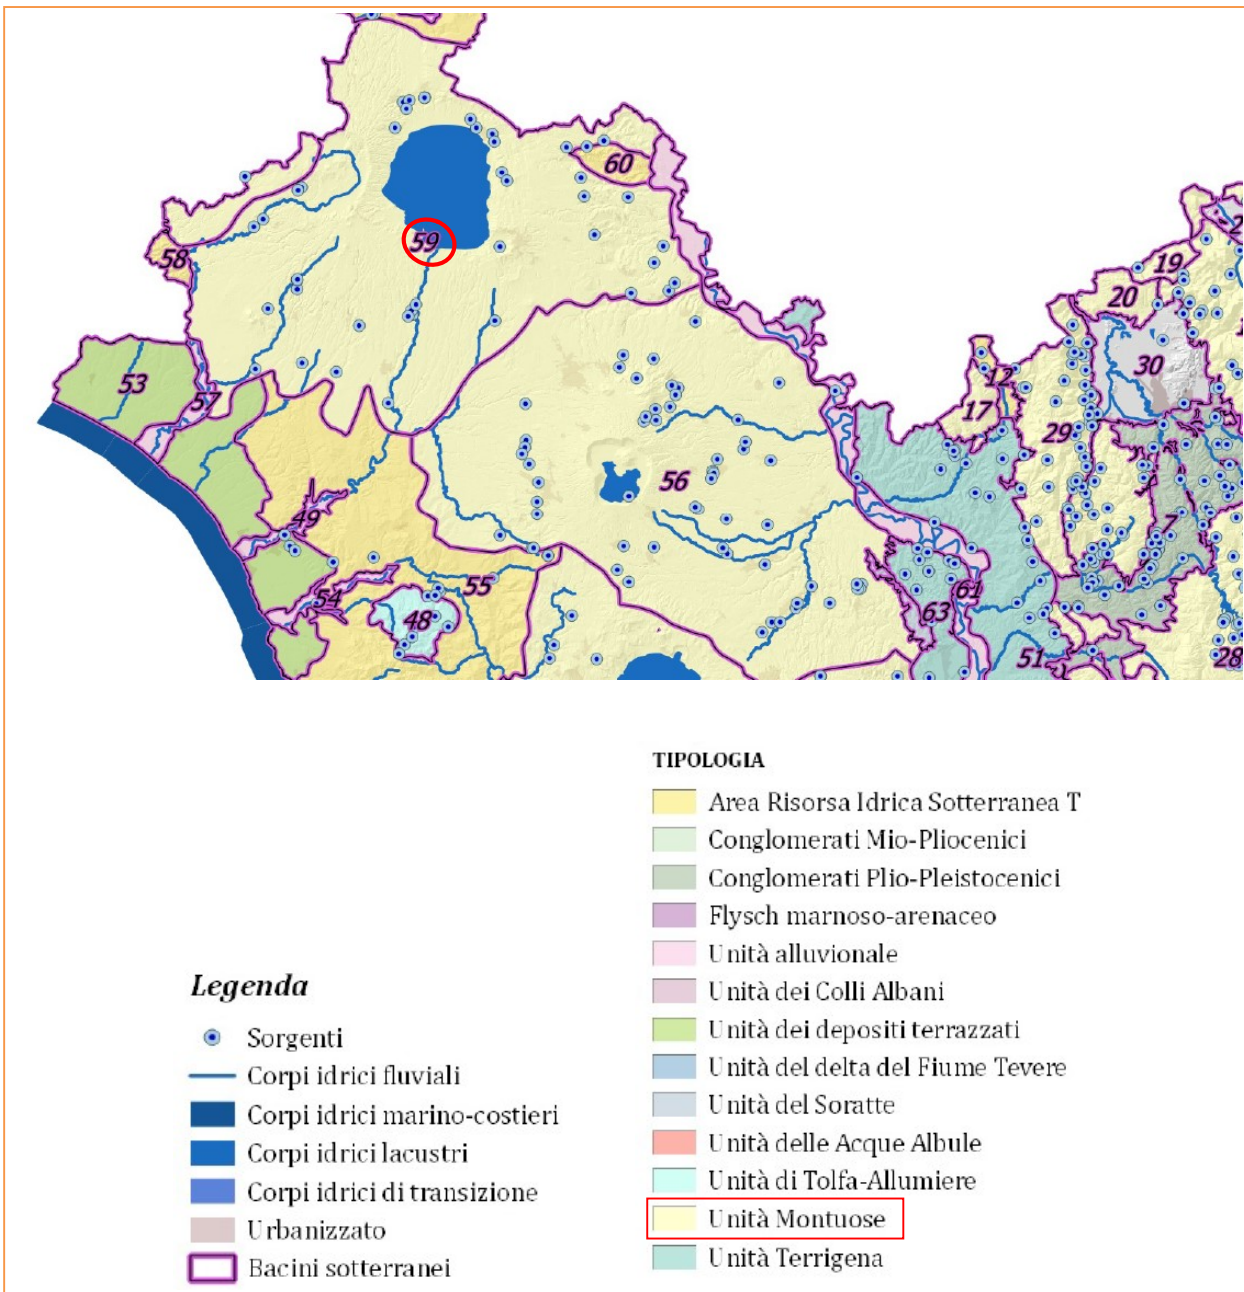 60
59
58
19
20
30
53
57
12
17
29
56
49
7
55
54
48
61
63
51
28
TIPOLOGIA
Area Risorsa Idrica Sotterranea T
Conglomerati Mio-Pliocenici
Conglomerati Plio-Pleistocenici
Flysch marnoso-arenaceo
Unità alluvionale
Legenda
Unità dei Colli Albani
Sorgenti
Unità dei depositi terrazzati
Corpi idrici fluviali
Unità del delta del Fiume Tevere
Corpi idrici marino-costieri
Unità del Soratte
Corpi idrici lacustri
Unità delle Acque Albule
Corpi idrici di transizione
Unità di Tolfa-Allumiere
Urbanizzato
Unità Montuose
Bacini sotterranei
Unità Terrigena